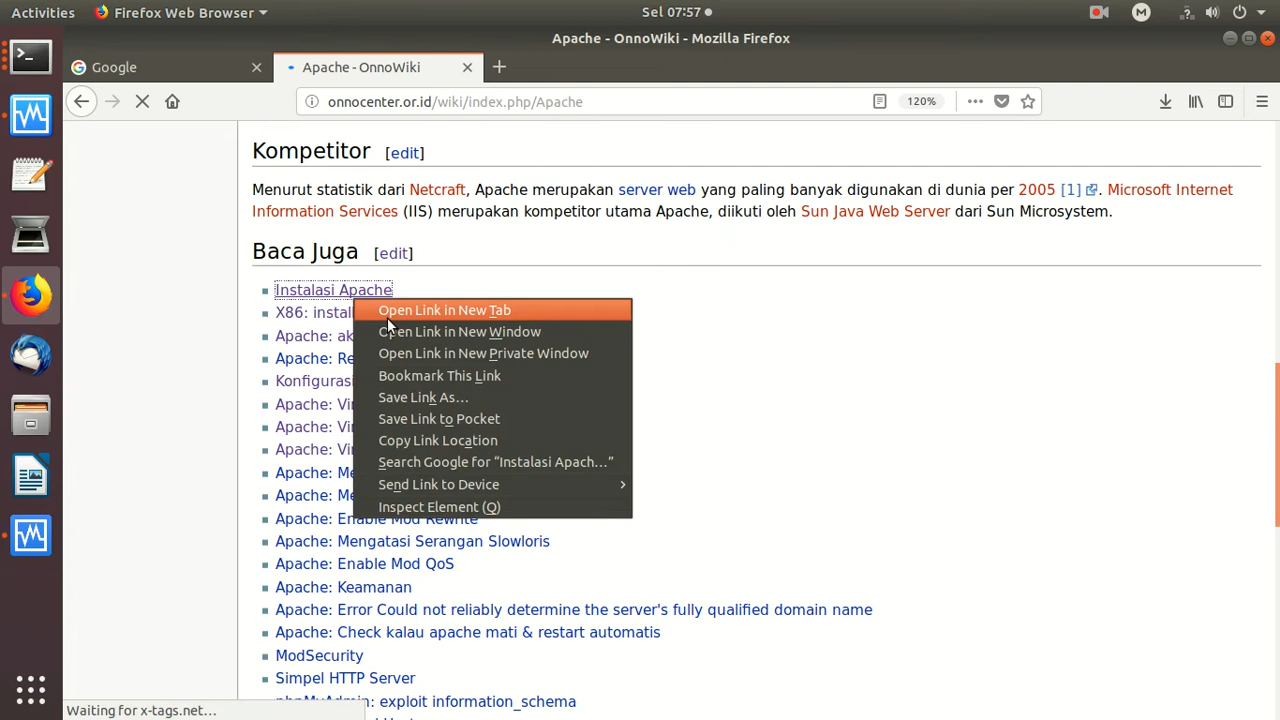 Activities Firefox Web Browser Sel 07:57 M
Apache - OnnoWiki - Mozilla Firefox
Google Apache - OnnoWiki
onnocenter.or.id/wiki/index.php/Apache 120%
Kompetitor [edit]
Menurut statistik dari Netcraft, Apache merupakan server web yang paling banyak digunakan di dunia per 2005 [1]. Microsoft Internet
Information Services (IIS) merupakan kompetitor utama Apache, diikuti oleh Sun Java Web Server dari Sun Microsystem.
Baca Juga [edit]
Instalasi Apache
X86: instal
Apache: ak
Apache: Re
Konfigurasi
Apache: Vir
Apache: Vir
Apache: Vir
Apache: Me
Apache: Me
Apache: Enable Mod Rewrite
Apache: Mengatasi Serangan Slowloris
Apache: Enable Mod QoS
Apache: Keamanan
Apache: Error Could not reliably determine the server's fully qualified domain name
Apache: Check kalau apache mati & restart automatis
ModSecurity
Simpel HTTP Server
phpMyAdmin: exploit information_schema
Open Link in New Tab
Open Link in New Window
Open Link in New Private Window
Bookmark This Link
Save Link As…
Save Link to Pocket
Copy Link Location
Search Google for “Instalasi Apach…”
Send Link to Device
Inspect Element (Q)
Waiting for x-tags.net…